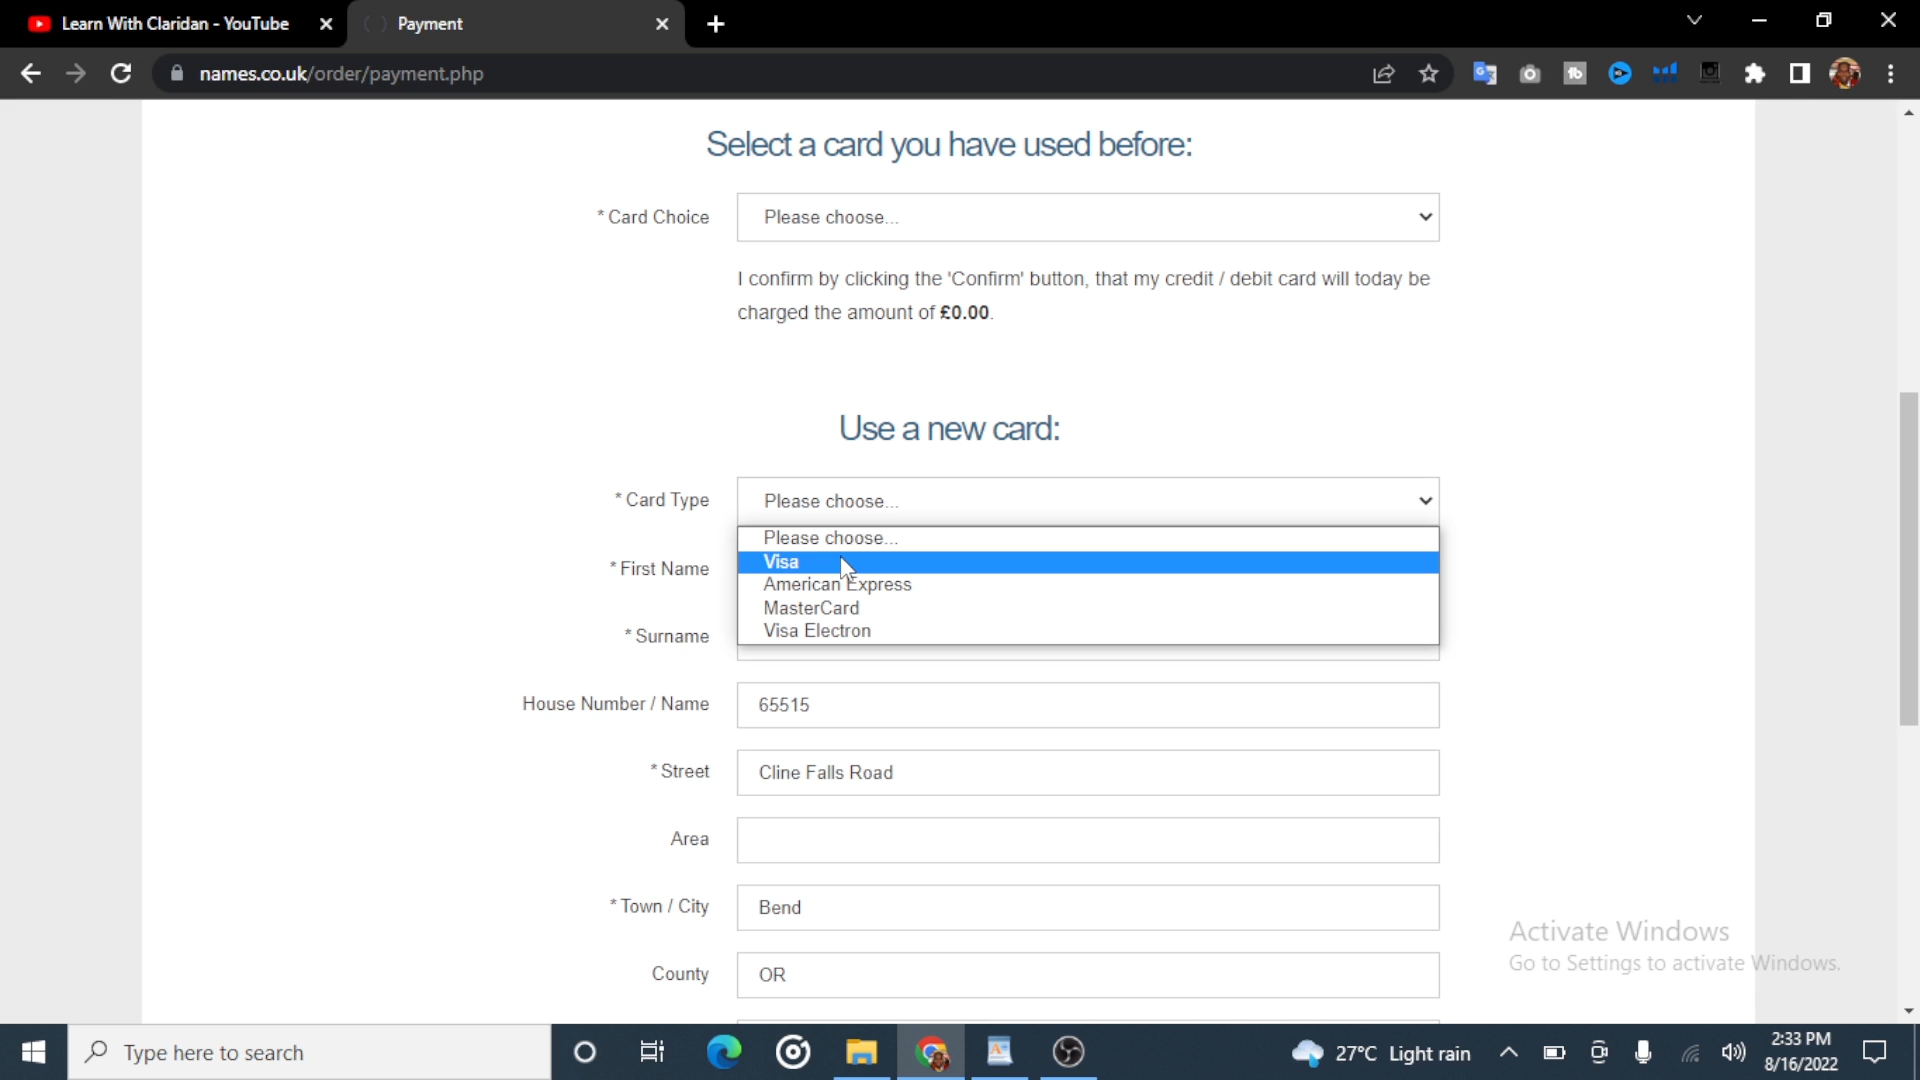 Learn With Claridan - YouTube
Payment
names.co.uk/order/payment.php
Select a card you have used before:
* Card Choice
Please choose...
I confirm by clicking the 'Confirm' button, that my credit / debit card will today be
charged the amount of £0.00.
Use a new card:
* Card Type
Please choose...
Please choose...
* First Name
Visa
American Express
MasterCard
* Surname
Visa Electron
House Number / Name
65515
* Street
Cline Falls Road
Area
* Town / City
Bend
County
OR
Activate Windows
Go to Settings to activate Windows.
Type here to search
27°C Light rain
2:33 PM
8/16/2022